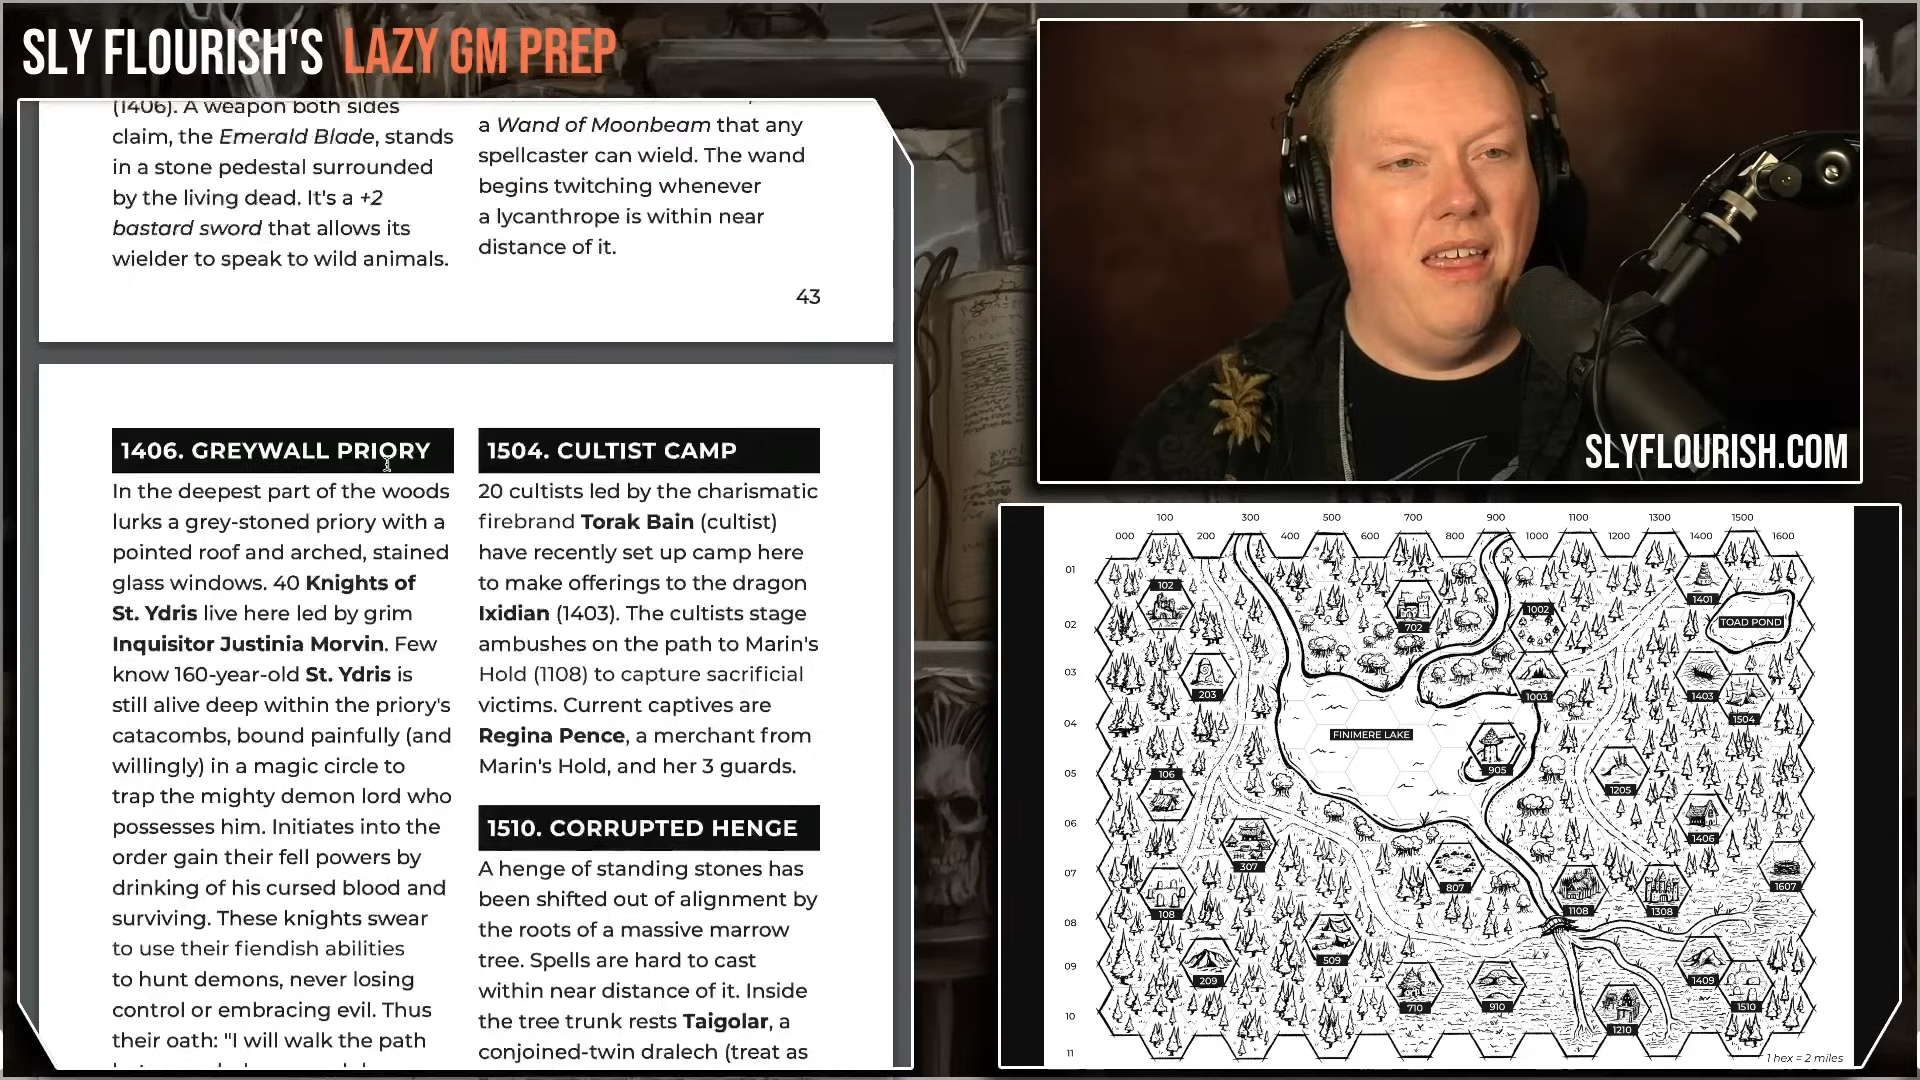 SLY FLOURISH'S LAZY GM PREP
(1406). A weapon both sides
claim, the Emerald Blade, stands
in a stone pedestal surrounded
by the living dead. It's a +2
bastard sword that allows its
wielder to speak to wild animals.
a Wand of Moonbeam that any
spellcaster can wield. The wand
begins twitching whenever
a lycanthrope is within near
distance of it.
43
1406. GREYWALL PRIORY
In the deepest part of the woods
lurks a grey-stoned priory with a
pointed roof and arched, stained
glass windows. 40 Knights of
St. Ydris live here led by grim
Inquisitor Justinia Morvin. Few
know 160-year-old St. Ydris is
still alive deep within the priory's
catacombs, bound painfully (and
willingly) in a magic circle to
trap the mighty demon lord who
possesses him. Initiates into the
order gain their fell powers by
drinking of his cursed blood and
surviving. These knights swear
to use their fiendish abilities
to hunt demons, never losing
control or embracing evil. Thus
their oath: "I will walk the path
1504. CULTIST CAMP
20 cultists led by the charismatic
firebrand Torak Bain (cultist)
have recently set up camp here
to make offerings to the dragon
Ixidian (1403). The cultists stage
ambushes on the path to Marin's
Hold (1108) to capture sacrificial
victims. Current captives are
Regina Pence, a merchant from
Marin's Hold, and her 3 guards.
1510. CORRUPTED HENGE
A henge of standing stones has
been shifted out of alignment by
the roots of a massive marrow
tree. Spells are hard to cast
within near distance of it. Inside
the tree trunk rests Taigolar, a
conjoined-twin dralech (treat as
SLYFLOURISH.COM
100 300 500 700 900 1100 1300 1500
000 200 400 600 800 1000 1200 1400 1600
01
102
1401
1002
02
702
TOAD POND
03
203
1003
1403
1504
04
FINIMERE LAKE
905
05
106
1205
06
1406
307
07
807
1607
108
1108
1308
08
509
09
209
1409
710
910
1510
10
1210
11
1 hex = 2 miles